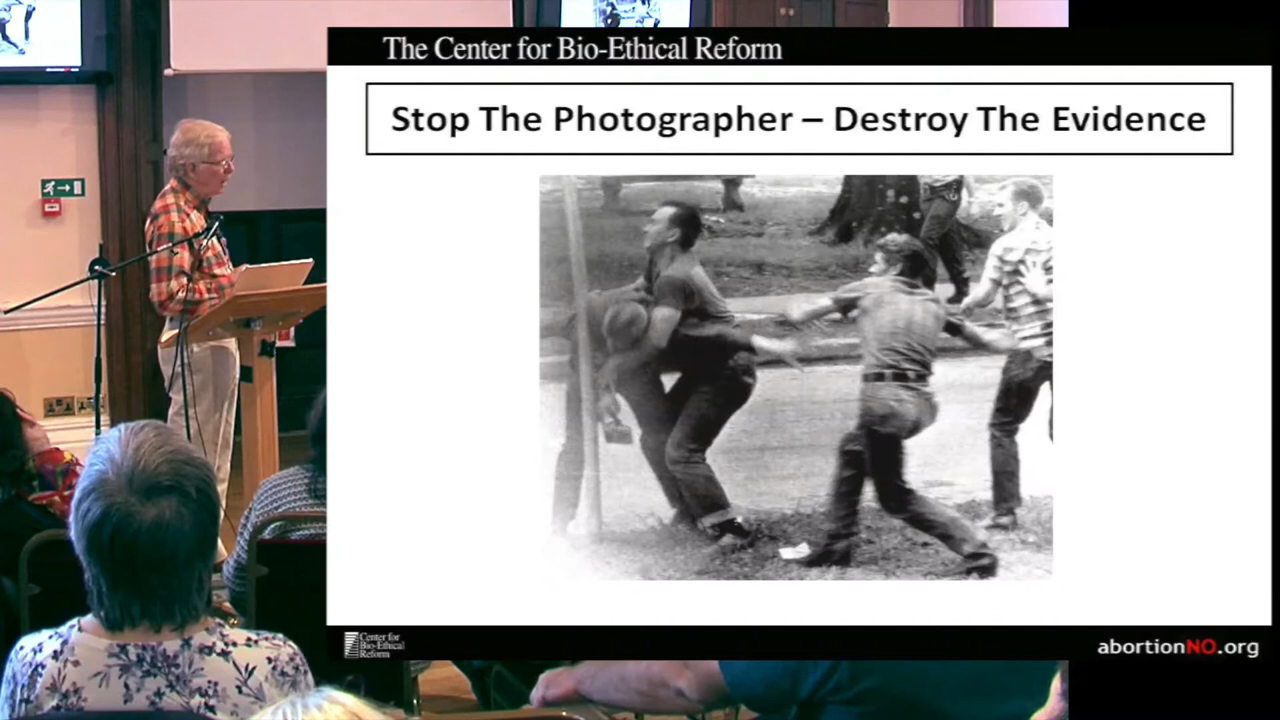 The Center for Bio-Ethical Reform
Stop The Photographer – Destroy The Evidence
Center for
Bio-Ethical
Reform
abortionNO.org